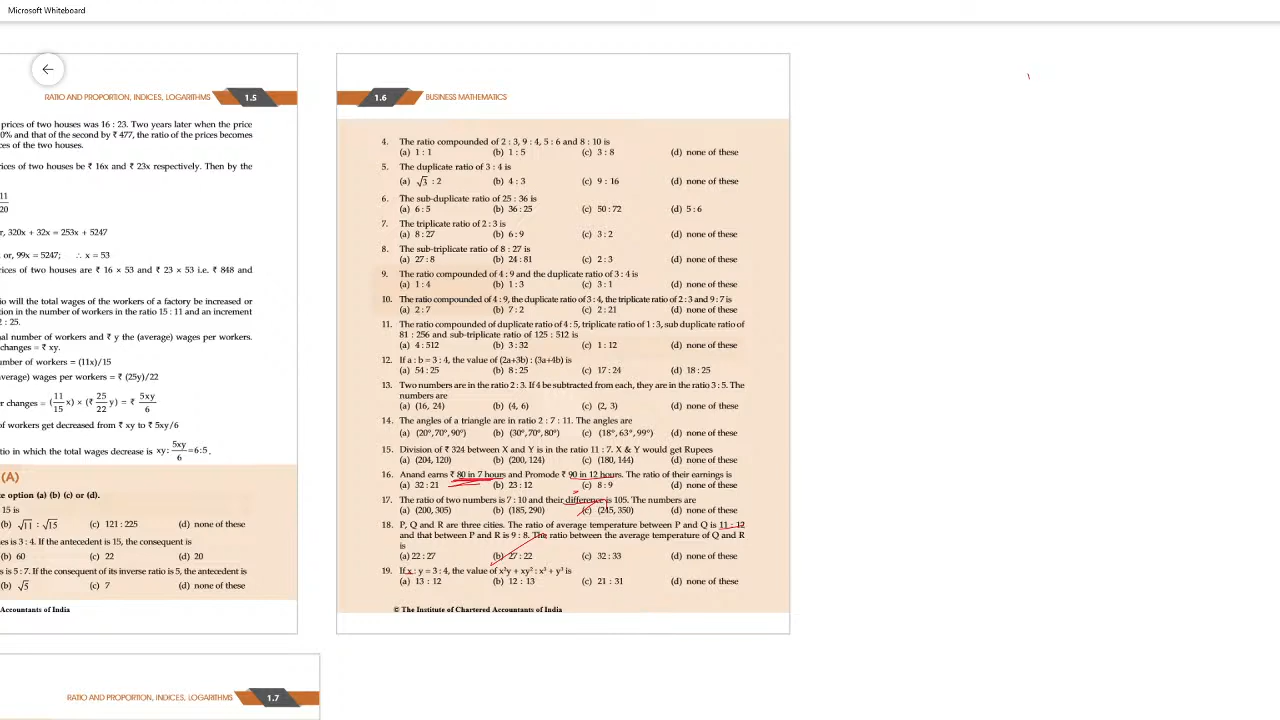 Microsoft Whiteboard
RATIO AND PROPORTION, INDICES, LOGARITHMS 1.5
prices of two houses was 16 : 23. Two years later when the price
0% and that of the second by ₹ 477, the ratio of the prices becomes
ces of the two houses.
rices of two houses be ₹ 16x and ₹ 23x respectively. Then by the
11
20
or, 320x + 32x = 253x + 5247
or, 99x = 5247; ∴ x = 53
rices of two houses are ₹ 16 × 53 and ₹ 23 × 53 i.e. ₹ 848 and
io will the total wages of the workers of a factory be increased or
tion in the number of workers in the ratio 15 : 11 and an increment
2 : 25.
nal number of workers and ₹ y the (average) wages per workers.
changes = ₹ xy.
umber of workers = (11x)/15
average) wages per workers = ₹ (25y)/22
r changes = (11/15 x) × (₹ 25/22 y) = ₹ 5xy/6
of workers get decreased from ₹ xy to ₹ 5xy/6
atio in which the total wages decrease is xy : 5xy/6 = 6:5,
(A)
te option (a) (b) (c) or (d).
15 is
(b) √11 : √15 (c) 121 : 225 (d) none of these
es is 3 : 4. If the antecedent is 15, the consequent is
(b) 60 (c) 22 (d) 20
s is 5 : 7. If the consequent of its inverse ratio is 5, the antecedent is
(b) √5 (c) 7 (d) none of these
Accountants of India
1.6 BUSINESS MATHEMATICS
4. The ratio compounded of 2 : 3, 9 : 4, 5 : 6 and 8 : 10 is
(a) 1 : 1 (b) 1 : 5 (c) 3 : 8 (d) none of these
5. The duplicate ratio of 3 : 4 is
(a) √3 : 2 (b) 4 : 3 (c) 9 : 16 (d) none of these
6. The sub-duplicate ratio of 25 : 36 is
(a) 6 : 5 (b) 36 : 25 (c) 50 : 72 (d) 5 : 6
7. The triplicate ratio of 2 : 3 is
(a) 8 : 27 (b) 6 : 9 (c) 3 : 2 (d) none of these
8. The sub-triplicate ratio of 8 : 27 is
(a) 27 : 8 (b) 24 : 81 (c) 2 : 3 (d) none of these
9. The ratio compounded of 4 : 9 and the duplicate ratio of 3 : 4 is
(a) 1 : 4 (b) 1 : 3 (c) 3 : 1 (d) none of these
10. The ratio compounded of 4 : 9, the duplicate ratio of 3 : 4, the triplicate ratio of 2 : 3 and 9 : 7 is
(a) 2 : 7 (b) 7 : 2 (c) 2 : 21 (d) none of these
11. The ratio compounded of duplicate ratio of 4 : 5, triplicate ratio of 1 : 3, sub duplicate ratio of
81 : 256 and sub-triplicate ratio of 125 : 512 is
(a) 4 : 512 (b) 3 : 32 (c) 1 : 12 (d) none of these
12. If a : b = 3 : 4, the value of (2a+3b) : (3a+4b) is
(a) 54 : 25 (b) 8 : 25 (c) 17 : 24 (d) 18 : 25
13. Two numbers are in the ratio 2 : 3. If 4 be subtracted from each, they are in the ratio 3 : 5. The
numbers are
(a) (16, 24) (b) (4, 6) (c) (2, 3) (d) none of these
14. The angles of a triangle are in ratio 2 : 7 : 11. The angles are
(a) (20°, 70°, 90°) (b) (30°, 70°, 80°) (c) (18°, 63°, 99°) (d) none of these
15. Division of ₹ 324 between X and Y is in the ratio 11 : 7. X & Y would get Rupees
(a) (204, 120) (b) (200, 124) (c) (180, 144) (d) none of these
16. Anand earns ₹ 80 in 7 hours and Promode ₹ 90 in 12 hours. The ratio of their earnings is
(a) 32 : 21 (b) 23 : 12 (c) 8 : 9 (d) none of these
17. The ratio of two numbers is 7 : 10 and their difference is 105. The numbers are
(a) (200, 305) (b) (185, 290) (c) (245, 350) (d) none of these
18. P, Q and R are three cities. The ratio of average temperature between P and Q is 11 : 12
and that between P and R is 9 : 8. The ratio between the average temperature of Q and R
is
(a) 22 : 27 (b) 27 : 22 (c) 32 : 33 (d) none of these
19. If x : y = 3 : 4, the value of x²y + xy² : x³ + y³ is
(a) 13 : 12 (b) 12 : 13 (c) 21 : 31 (d) none of these
© The Institute of Chartered Accountants of India
RATIO AND PROPORTION, INDICES, LOGARITHMS 1.7